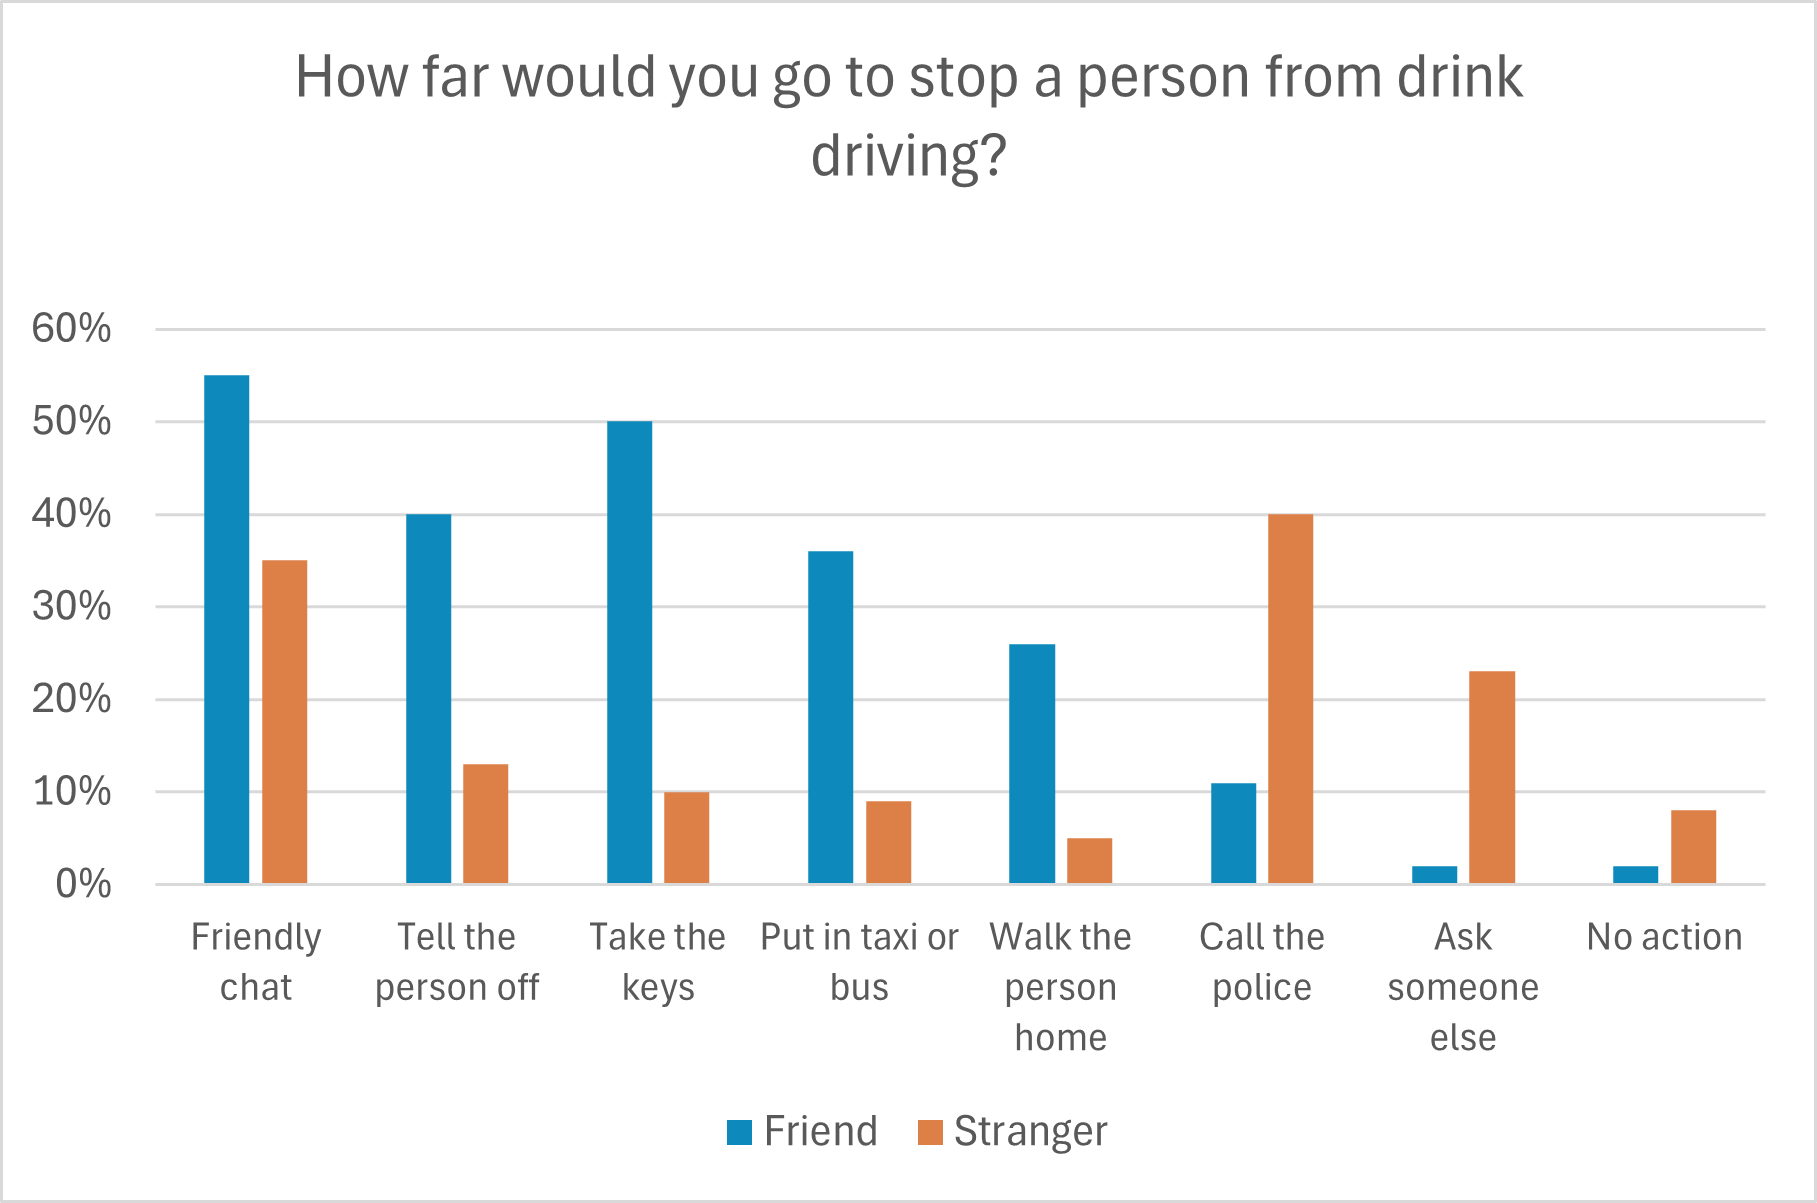 How far would you go to stop a person from drink
driving?
60%
50%
40%
30%
20%
10%
0%
Friendly
chat
Tell the
person off
Take the
keys
Put in taxi or
bus
Walk the
person
home
Call the
police
Ask
someone
else
No action
Friend
Stranger